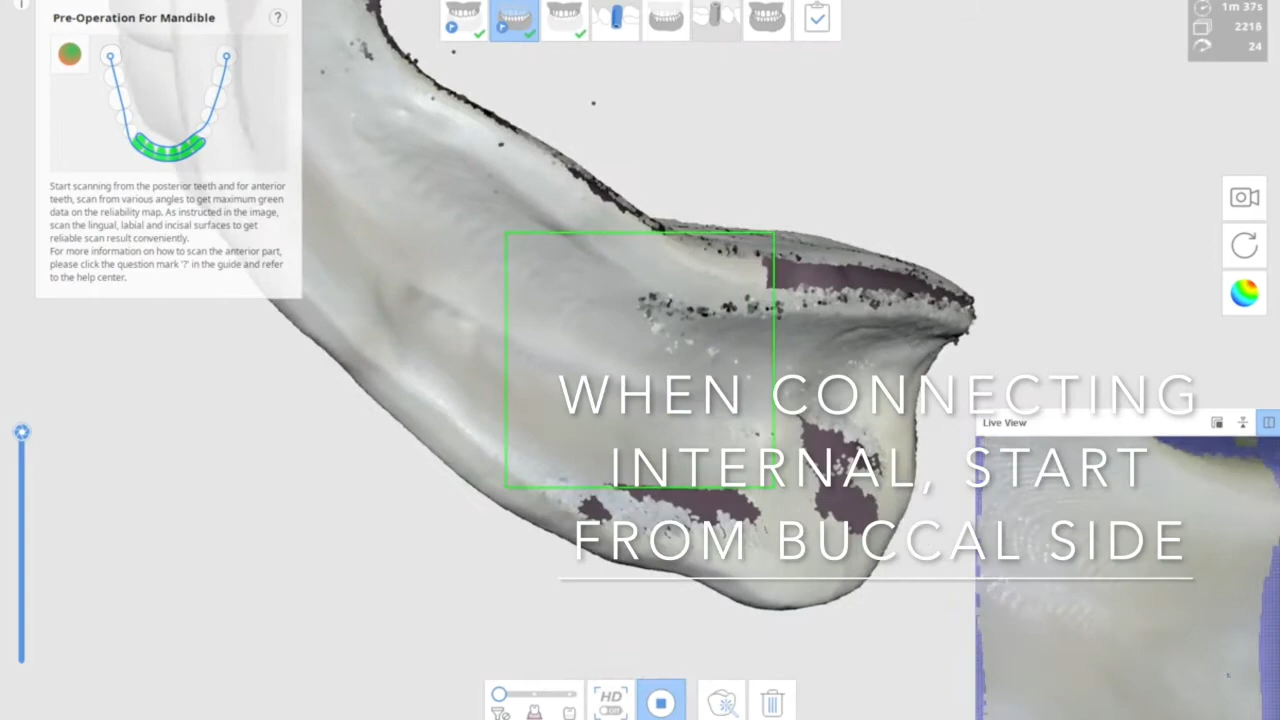 Pre-Operation For Mandible
?
Start scanning from the posterior teeth and for anterior
teeth, scan from various angles to get maximum green
data on the reliability map. As instructed in the image,
scan the lingual, labial and incisal surfaces to get
reliable scan result conveniently.
For more information on how to scan the anterior part,
please click the question mark '?' in the guide and refer
to the help center.
1m 37s
2216
24
WHEN CONNECTING
INTERNAL, START
FROM BUCCAL SIDE
Live View
HD
Off